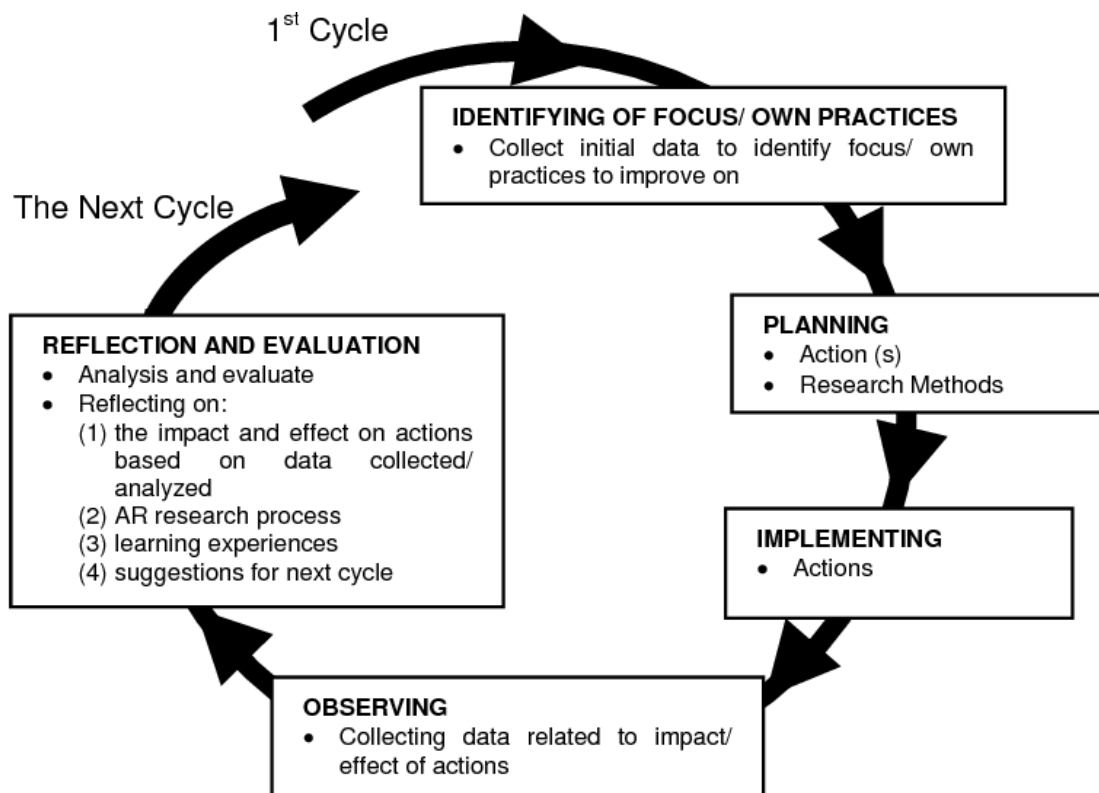 1st Cycle
IDENTIFYING OF FOCUS/ OWN PRACTICES
• Collect initial data to identify focus/ own
practices to improve on
The Next Cycle
PLANNING
• Action (s)
• Research Methods
IMPLEMENTING
• Actions
OBSERVING
• Collecting data related to impact/
effect of actions
REFLECTION AND EVALUATION
• Analysis and evaluate
• Reflecting on:
(1) the impact and effect on actions
based on data collected/
analyzed
(2) AR research process
(3) learning experiences
(4) suggestions for next cycle